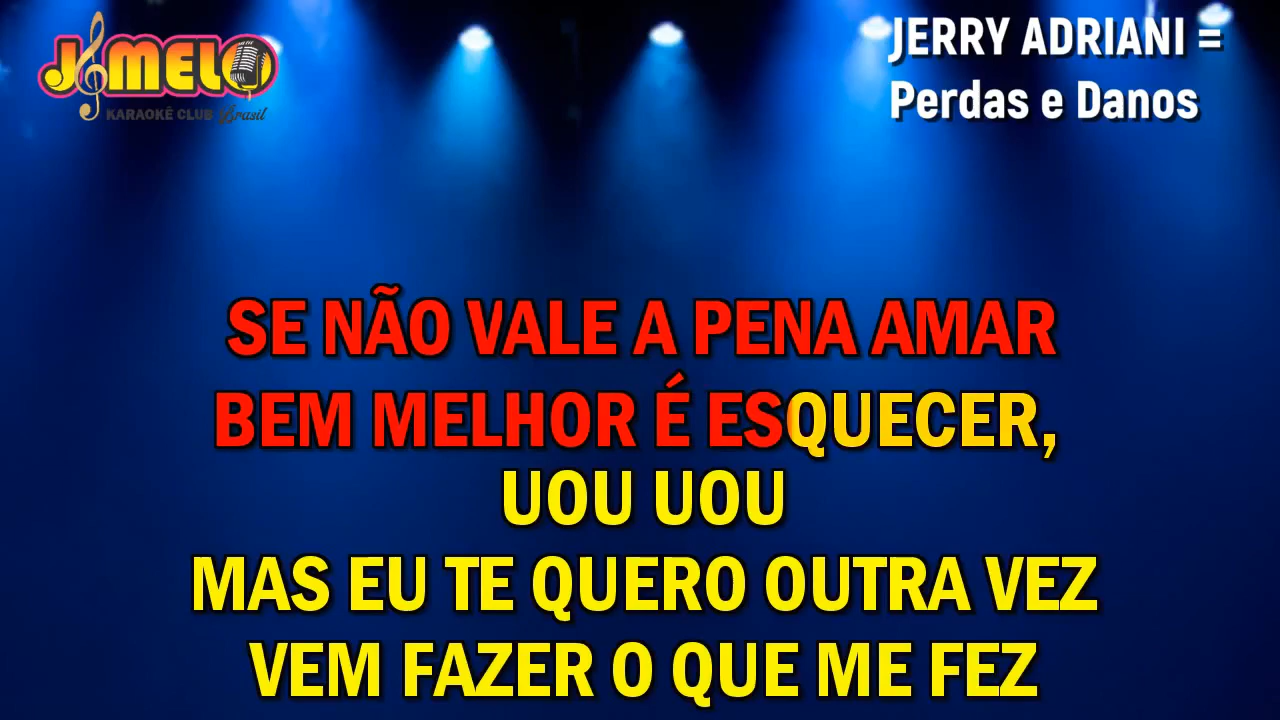 JMELO
KARAOKÊ CLUB Brasil
JERRY ADRIANI =
Perdas e Danos
SE NÃO VALE A PENA AMAR
BEM MELHOR É ESQUECER,
UOU UOU
MAS EU TE QUERO OUTRA VEZ
VEM FAZER O QUE ME FEZ